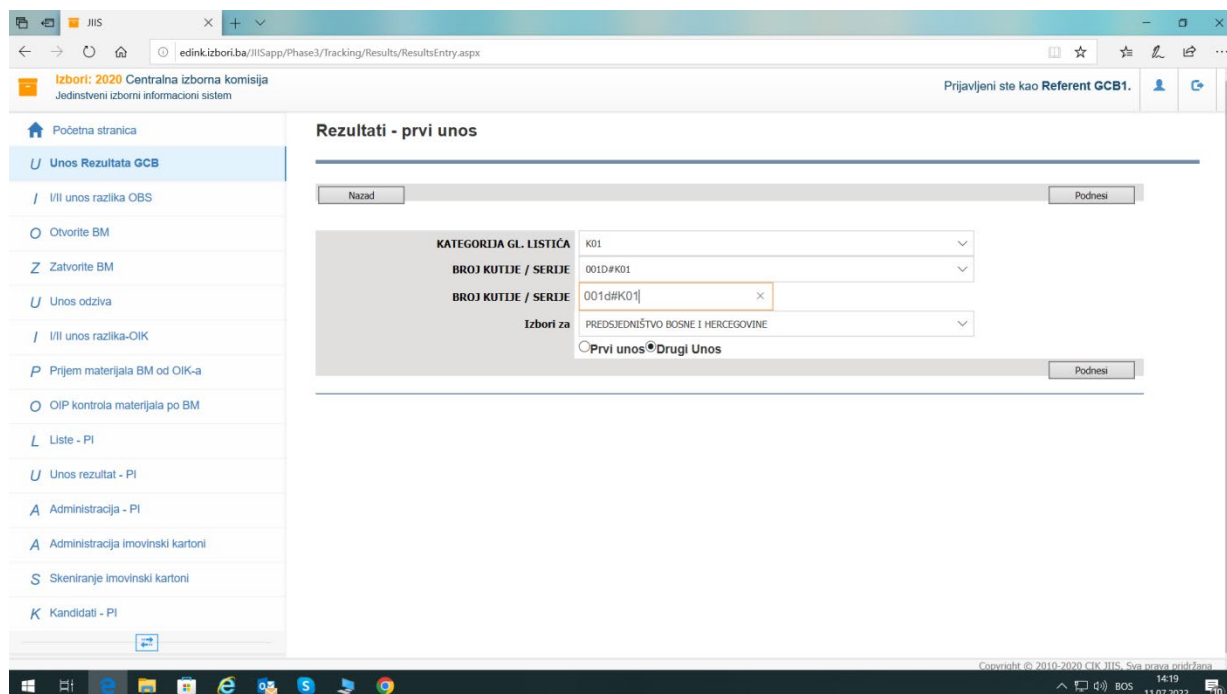 JIIS
edink.izbori.ba/JIISapp/Phase3/Tracking/Results/ResultsEntry.aspx
Izbori: 2020 Centralna izborna komisija
Jedinstveni izborni informacioni sistem
Prijavljeni ste kao Referent GCB1.
Početna stranica
U Unos Rezultata GCB
I I/II unos razlika OBS
O Otvorite BM
Z Zatvorite BM
U Unos odziva
I I/II unos razlika-OIK
P Prijem materijala BM od OIK-a
O OIP kontrola materijala po BM
L Liste - PI
U Unos rezultat - PI
A Administracija - PI
A Administracija imovinski kartoni
S Skeniranje imovinski kartoni
K Kandidati - PI
Rezultati - prvi unos
Nazad
Podnesi
KATEGORIJA GL. LISTIĆA K01
BROJ KUTIJE / SERIJE 001D#K01
BROJ KUTIJE / SERIJE 001d#K01
Izbori za PREDSJEDNIŠTVO BOSNE I HERCEGOVINE
Prvi unos Drugi Unos
Podnesi
Copyright © 2010-2020 CIK JIIS, Sva prava pridržana
BOS
14:19
11.07.2022